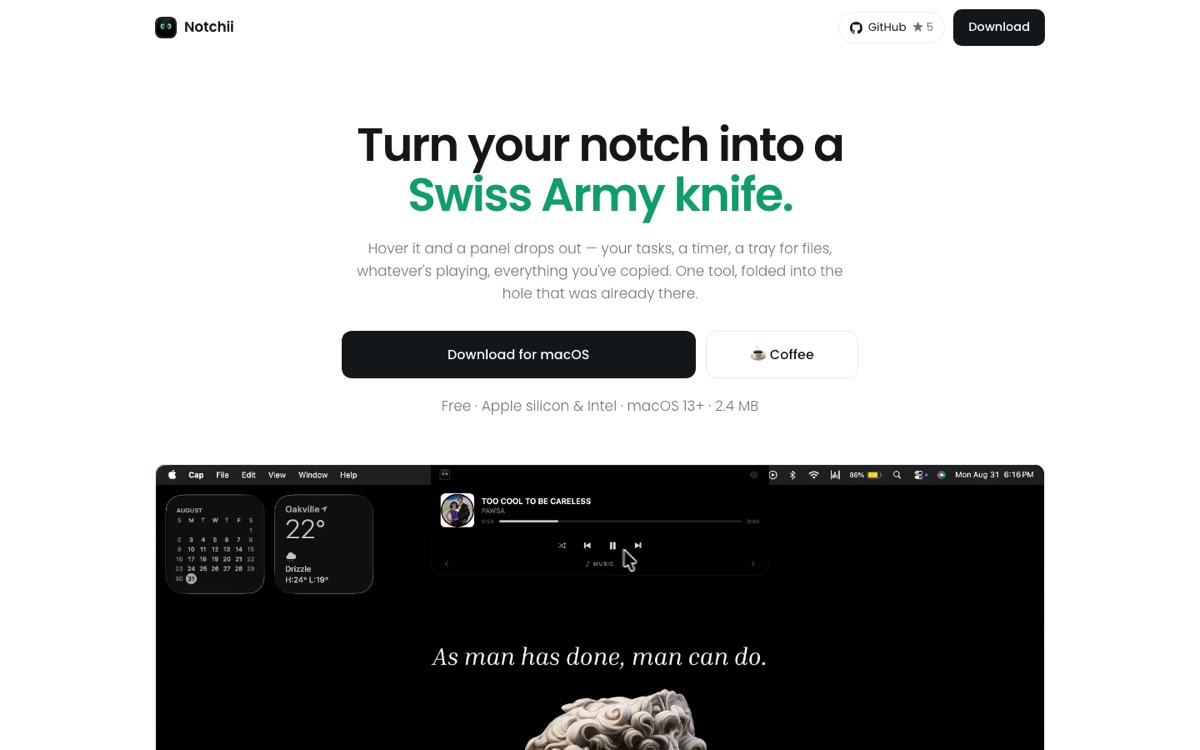 Notchii
GitHub ★ 5
Download
Turn your notch into a
Swiss Army knife.
Hover it and a panel drops out — your tasks, a timer, a tray for files,
whatever's playing, everything you've copied. One tool, folded into the
hole that was already there.
Download for macOS
☕ Coffee
Free · Apple silicon & Intel · macOS 13+ · 2.4 MB
Cap File Edit View Window Help
86%
Mon Aug 31 6:16 PM
AUGUST
S M T W T F S
1
2 3 4 5 6 7 8
9 10 11 12 13 14 15
16 17 18 19 20 21 22
23 24 25 26 27 28 29
30 31
Oakville
22°
Drizzle
H:24° L:19°
TOO COOL TO BE CARELESS
PAWSA
0:54
3:40
♪ MUSIC
As man has done, man can do.